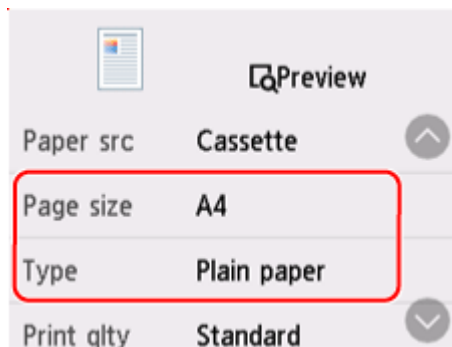 Preview
Paper src Cassette
Page size A4
Type Plain paper
Print qlty Standard